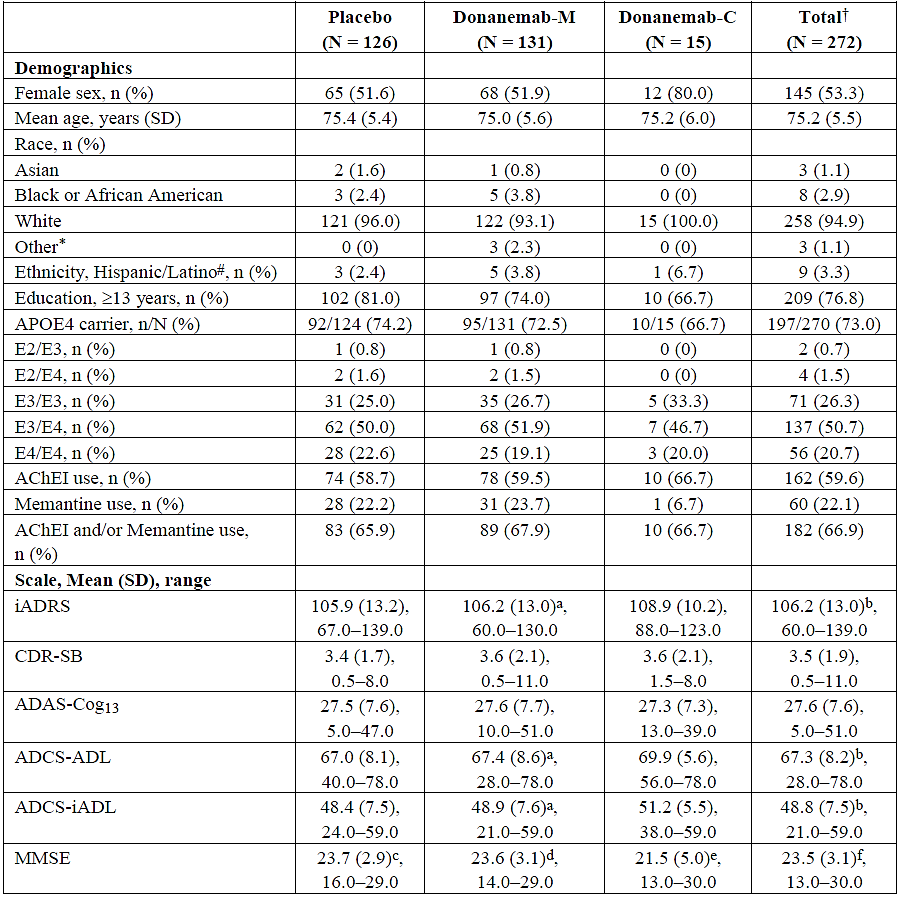 Placebo (N = 126) Donanemab-M (N = 131) Donanemab-C (N = 15) Total† (N = 272)
Demographics
Female sex, n (%) 65 (51.6) 68 (51.9) 12 (80.0) 145 (53.3)
Mean age, years (SD) 75.4 (5.4) 75.0 (5.6) 75.2 (6.0) 75.2 (5.5)
Race, n (%)
Asian 2 (1.6) 1 (0.8) 0 (0) 3 (1.1)
Black or African American 3 (2.4) 5 (3.8) 0 (0) 8 (2.9)
White 121 (96.0) 122 (93.1) 15 (100.0) 258 (94.9)
Other* 0 (0) 3 (2.3) 0 (0) 3 (1.1)
Ethnicity, Hispanic/Latino#, n (%) 3 (2.4) 5 (3.8) 1 (6.7) 9 (3.3)
Education, ≥13 years, n (%) 102 (81.0) 97 (74.0) 10 (66.7) 209 (76.8)
APOE4 carrier, n/N (%) 92/124 (74.2) 95/131 (72.5) 10/15 (66.7) 197/270 (73.0)
E2/E3, n (%) 1 (0.8) 1 (0.8) 0 (0) 2 (0.7)
E2/E4, n (%) 2 (1.6) 2 (1.5) 0 (0) 4 (1.5)
E3/E3, n (%) 31 (25.0) 35 (26.7) 5 (33.3) 71 (26.3)
E3/E4, n (%) 62 (50.0) 68 (51.9) 7 (46.7) 137 (50.7)
E4/E4, n (%) 28 (22.6) 25 (19.1) 3 (20.0) 56 (20.7)
AChEI use, n (%) 74 (58.7) 78 (59.5) 10 (66.7) 162 (59.6)
Memantine use, n (%) 28 (22.2) 31 (23.7) 1 (6.7) 60 (22.1)
AChEI and/or Memantine use, 83 (65.9) 89 (67.9) 10 (66.7) 182 (66.9)
n (%)
Scale, Mean (SD), range
iADRS 105.9 (13.2), 106.2 (13.0)a, 108.9 (10.2), 106.2 (13.0)b,
67.0–139.0 60.0–130.0 88.0–123.0 60.0–139.0
CDR-SB 3.4 (1.7), 3.6 (2.1), 3.6 (2.1), 3.5 (1.9),
0.5–8.0 0.5–11.0 1.5–8.0 0.5–11.0
ADAS-Cog13 27.5 (7.6), 27.6 (7.7), 27.3 (7.3), 27.6 (7.6),
5.0–47.0 10.0–51.0 13.0–39.0 5.0–51.0
ADCS-ADL 67.0 (8.1), 67.4 (8.6)a, 69.9 (5.6), 67.3 (8.2)b,
40.0–78.0 28.0–78.0 56.0–78.0 28.0–78.0
ADCS-iADL 48.4 (7.5), 48.9 (7.6)a, 51.2 (5.5), 48.8 (7.5)b,
24.0–59.0 21.0–59.0 38.0–59.0 21.0–59.0
MMSE 23.7 (2.9)c, 23.6 (3.1)d, 21.5 (5.0)e, 23.5 (3.1)f,
16.0–29.0 14.0–29.0 13.0–30.0 13.0–30.0